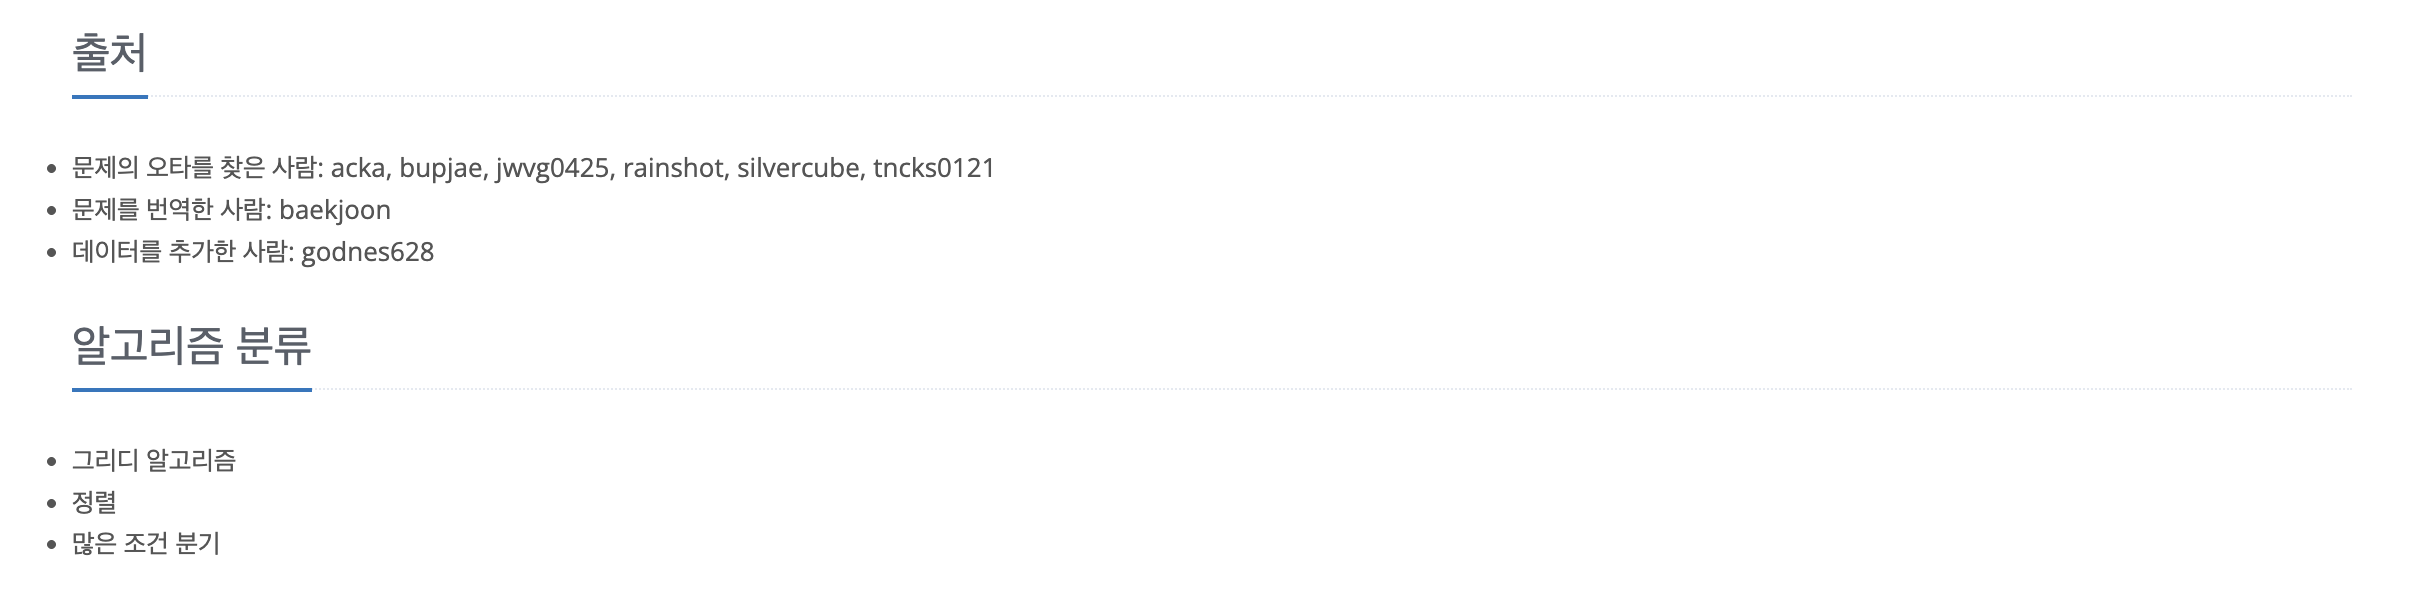 출처
문제의 오타를 찾은 사람: acka, bupjae, jwvg0425, rainshot, silvercube, tncks0121
문제를 번역한 사람: baekjoon
데이터를 추가한 사람: godnes628
알고리즘 분류
그리디 알고리즘
정렬
많은 조건 분기